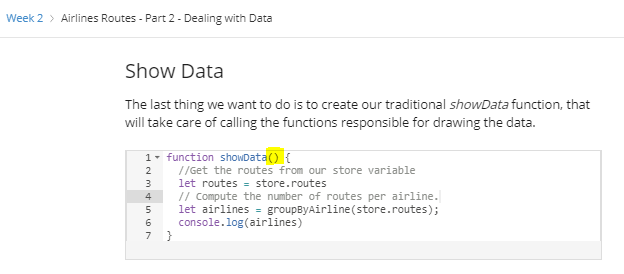 Week 2 > Airlines Routes - Part 2 - Dealing with Data
Show Data
The last thing we want to do is to create our traditional showData function, that
will take care of calling the functions responsible for drawing the data.
1 function showData() {
2 //Get the routes from our store variable
3 let routes = store.routes
4 // Compute the number of routes per airline.
5 let airlines = groupByAirline(store.routes);
6 console.log(airlines)
7 }